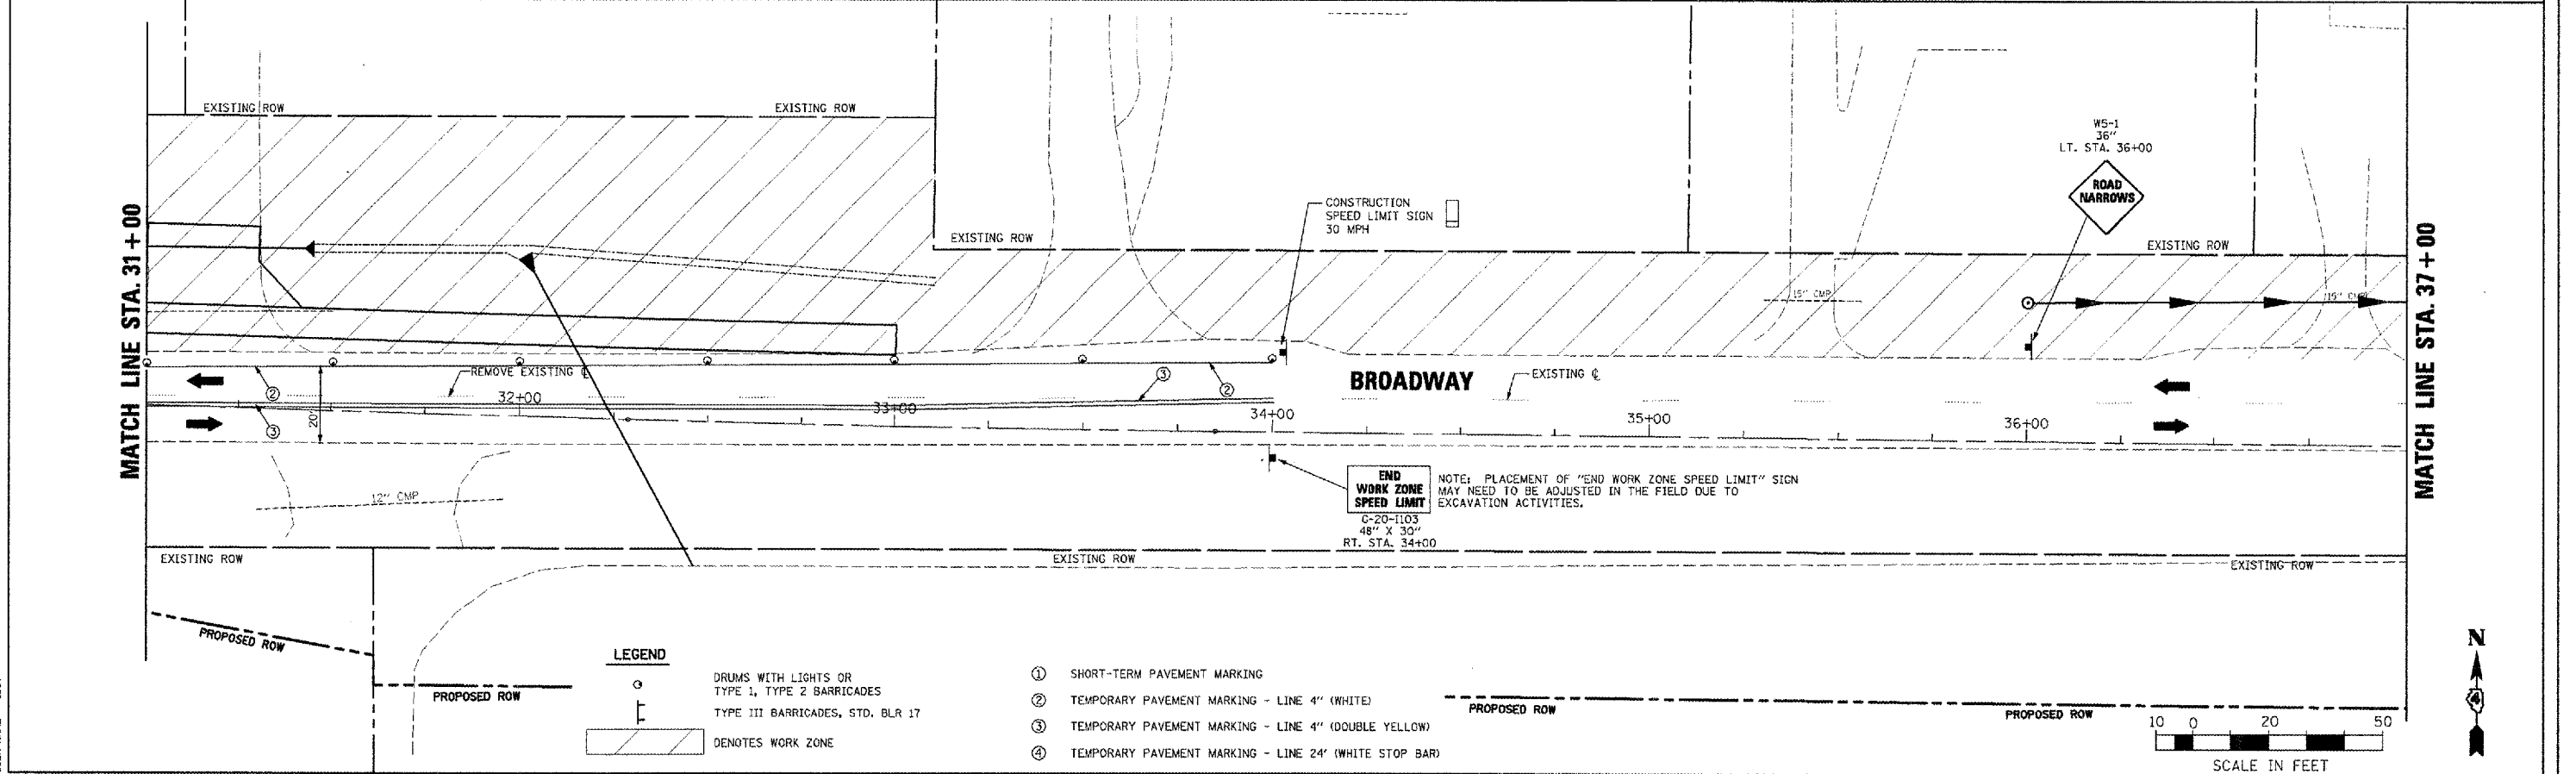 EXISTING ROW
EXISTING ROW
W5-1
36"
LT. STA. 36+00
ROAD
NARROWS
CONSTRUCTION
SPEED LIMIT SIGN
30 MPH
EXISTING ROW
EXISTING ROW
MATCH LINE STA. 31+00
MATCH LINE STA. 37+00
15" CMP
15" CMP
REMOVE EXISTING ℄
②
③
20'
32+00
33+00
③
②
34+00
BROADWAY
EXISTING ℄
35+00
36+00
12" CMP
END
WORK ZONE
SPEED LIMIT
G-20-I103
48" X 30"
RT. STA. 34+00
NOTE: PLACEMENT OF "END WORK ZONE SPEED LIMIT" SIGN
MAY NEED TO BE ADJUSTED IN THE FIELD DUE TO
EXCAVATION ACTIVITIES.
EXISTING ROW
EXISTING ROW
EXISTING ROW
PROPOSED ROW
PROPOSED ROW
LEGEND
DRUMS WITH LIGHTS OR
TYPE 1, TYPE 2 BARRICADES
TYPE III BARRICADES, STD. BLR 17
DENOTES WORK ZONE
① SHORT-TERM PAVEMENT MARKING
② TEMPORARY PAVEMENT MARKING - LINE 4" (WHITE)
③ TEMPORARY PAVEMENT MARKING - LINE 4" (DOUBLE YELLOW)
④ TEMPORARY PAVEMENT MARKING - LINE 24' (WHITE STOP BAR)
PROPOSED ROW
PROPOSED ROW
10 0 20 50
SCALE IN FEET
N
4